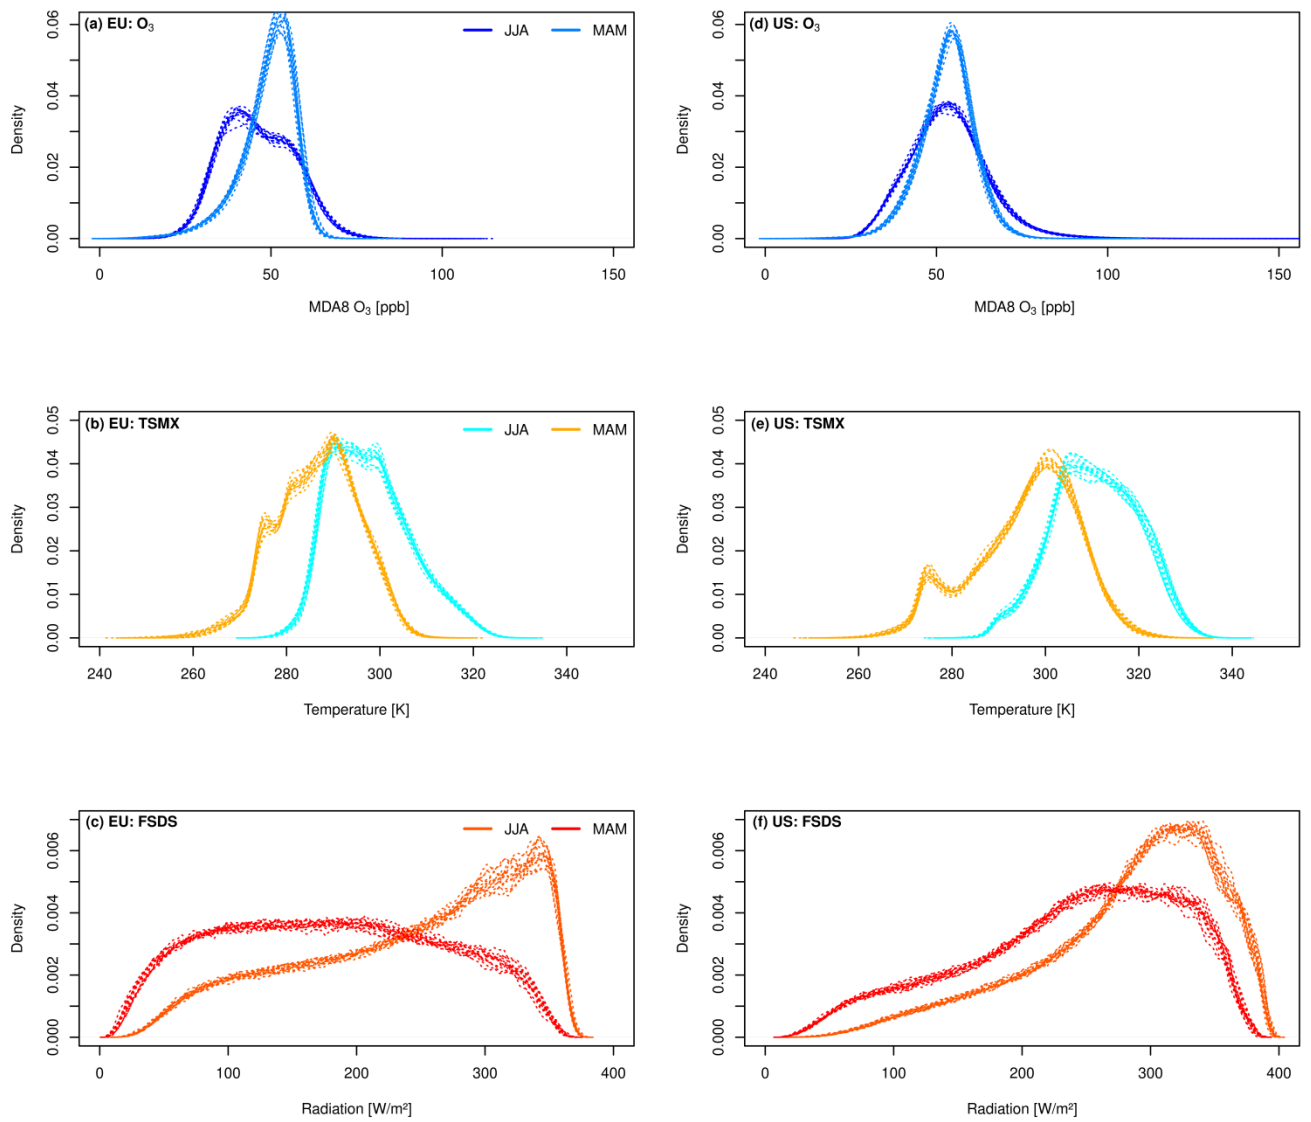 (a) EU: O₃
JJA MAM
0.00 0.02 0.04 0.06
Density
0 50 100 150
MDA8 O₃ [ppb]
(d) US: O₃
0.00 0.02 0.04 0.06
Density
0 50 100 150
MDA8 O₃ [ppb]
(b) EU: TSMX
JJA MAM
0.00 0.01 0.02 0.03 0.04 0.05
Density
240 260 280 300 320 340
Temperature [K]
(e) US: TSMX
0.00 0.01 0.02 0.03 0.04 0.05
Density
240 260 280 300 320 340
Temperature [K]
(c) EU: FSDS
JJA MAM
0.000 0.002 0.004 0.006
Density
0 100 200 300 400
Radiation [W/m²]
(f) US: FSDS
0.000 0.002 0.004 0.006
Density
0 100 200 300 400
Radiation [W/m²]